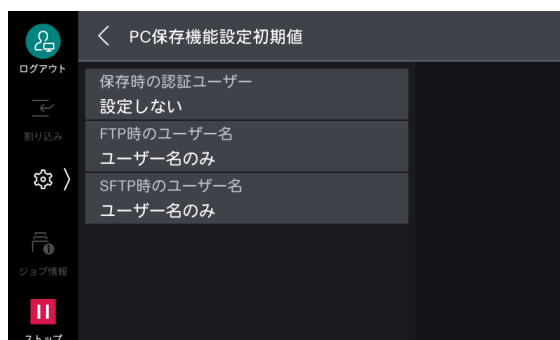 PC保存機能設定初期値
ログアウト
保存時の認証ユーザー
設定しない
割り込み
FTP時のユーザー名
ユーザー名のみ
SFTP時のユーザー名
ユーザー名のみ
ジョブ情報
ストップ